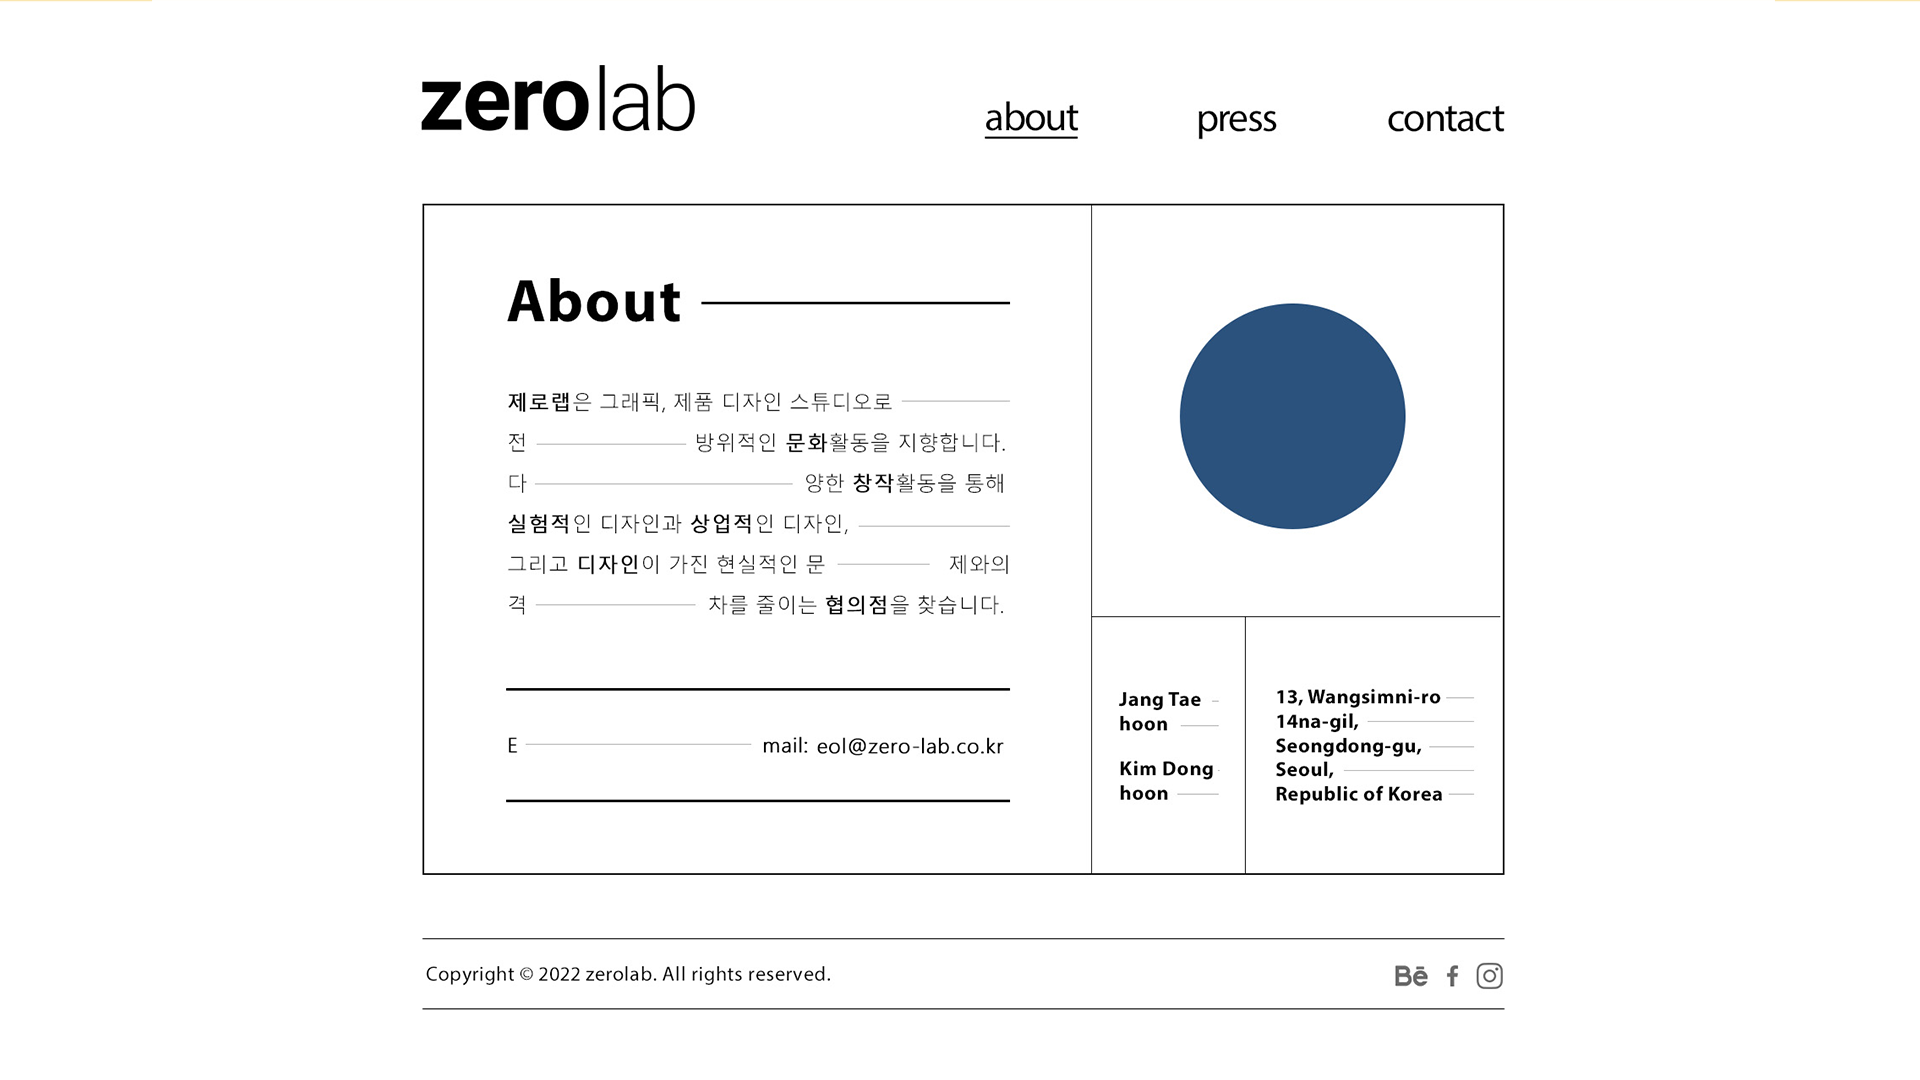 zerolab
about press contact
About
제로랩은 그래픽, 제품 디자인 스튜디오로
전 방위적인 문화활동을 지향합니다.
다 양한 창작활동을 통해
실험적인 디자인과 상업적인 디자인,
그리고 디자인이 가진 현실적인 문 제와의
격 차를 줄이는 협의점을 찾습니다.
E mail: eol@zero-lab.co.kr
Jang Tae
hoon
Kim Dong
hoon
13, Wangsimni-ro
14na-gil,
Seongdong-gu,
Seoul,
Republic of Korea
Copyright © 2022 zerolab. All rights reserved.
Bē f